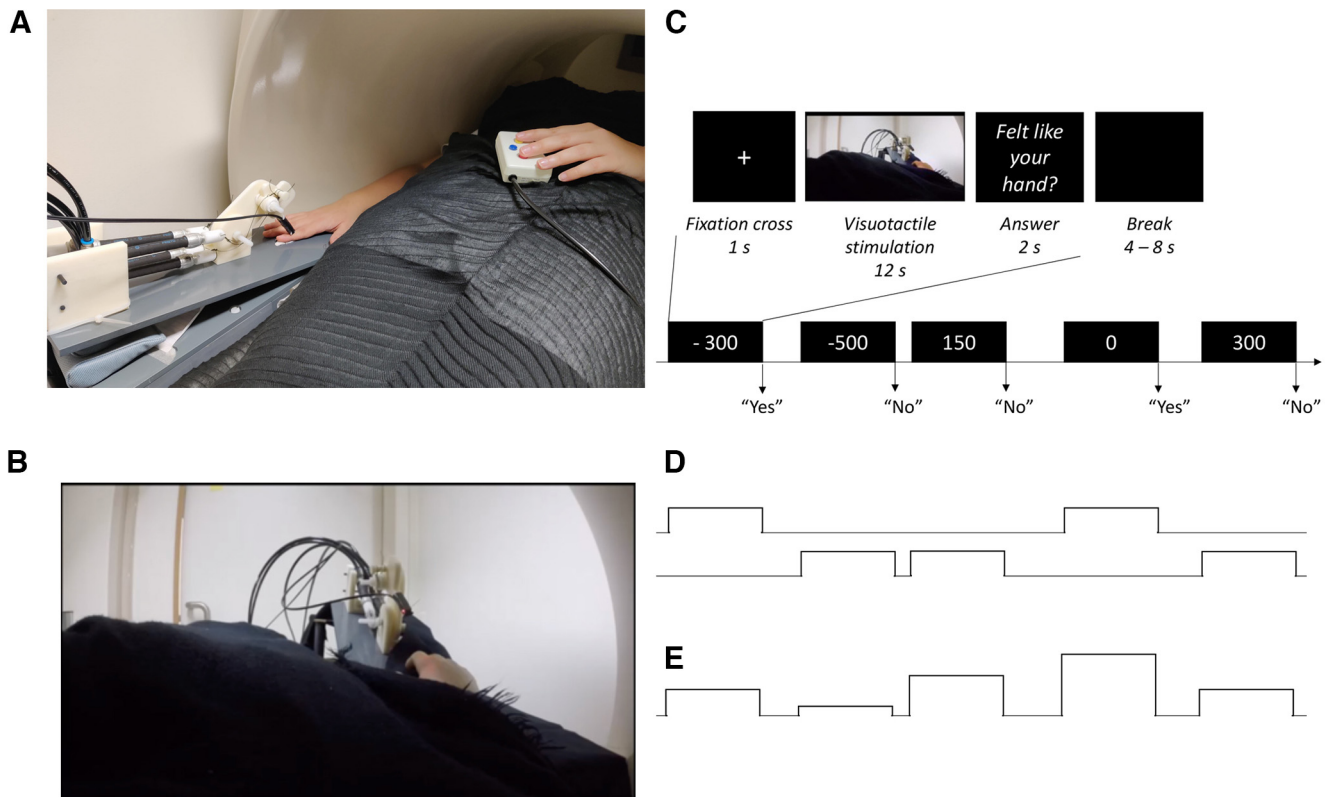 A
C
+
Felt like
your
hand?
Fixation cross
1 s
Visuotactile
stimulation
12 s
Answer
2 s
Break
4 – 8 s
- 300
-500
150
0
300
“Yes”
“No”
“No”
“Yes”
“No”
B
D
E